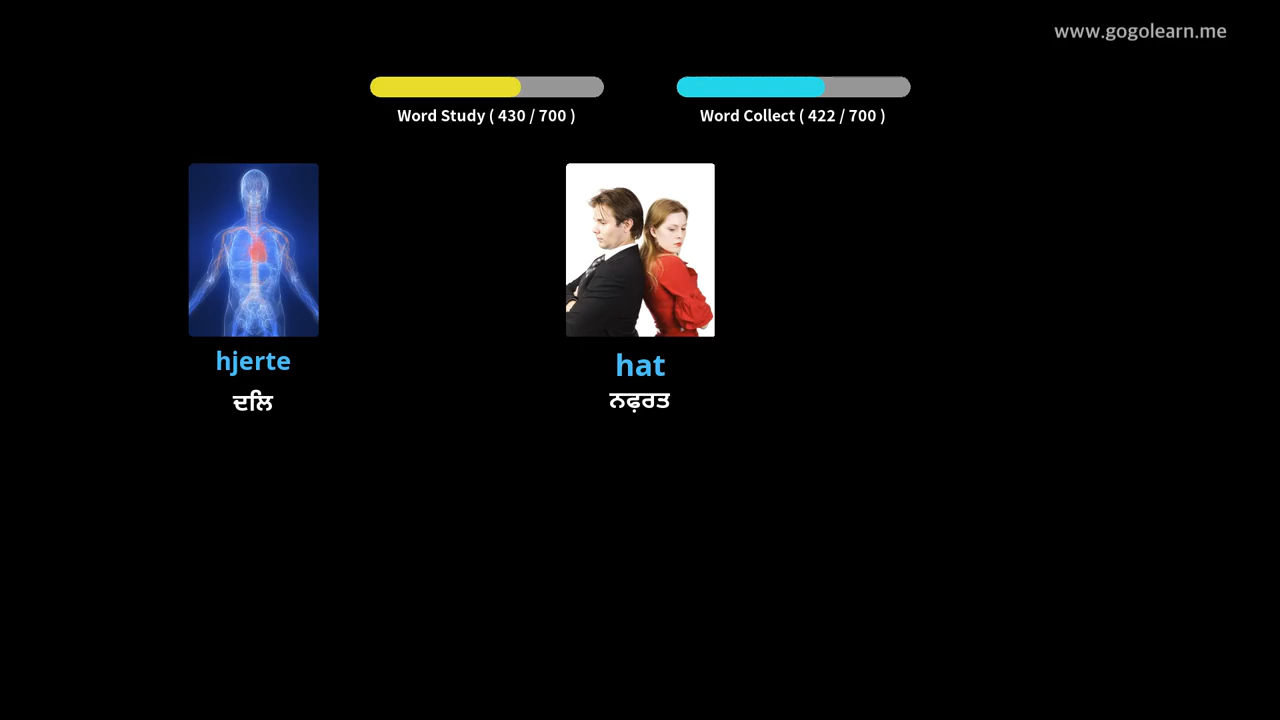 www.gogolearn.me
Word Study ( 430 / 700 )
Word Collect ( 422 / 700 )
hjerte
ਦਿਲ
hat
ਨਫ਼ਰਤ